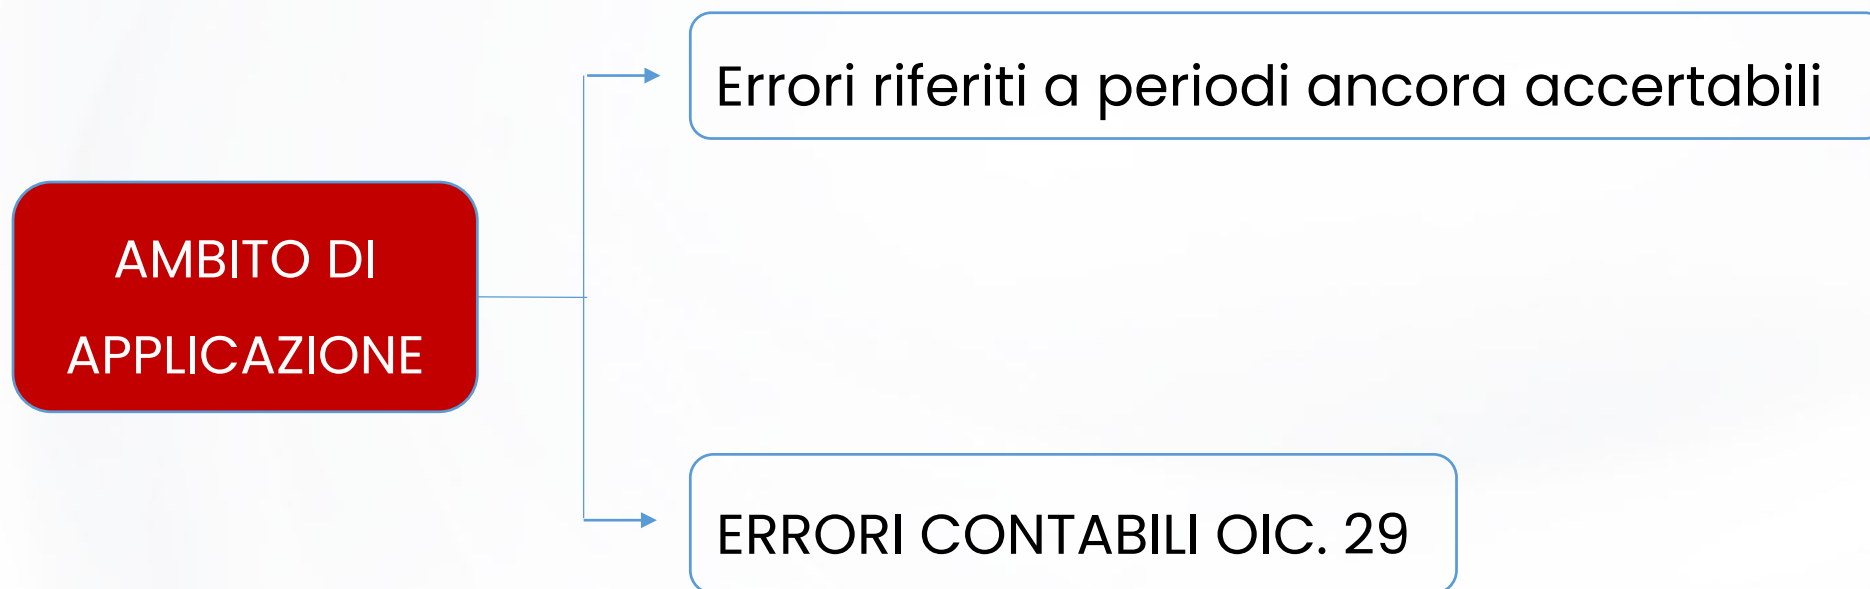 Errori riferiti a periodi ancora accertabili
AMBITO DI
APPLICAZIONE
ERRORI CONTABILI OIC. 29